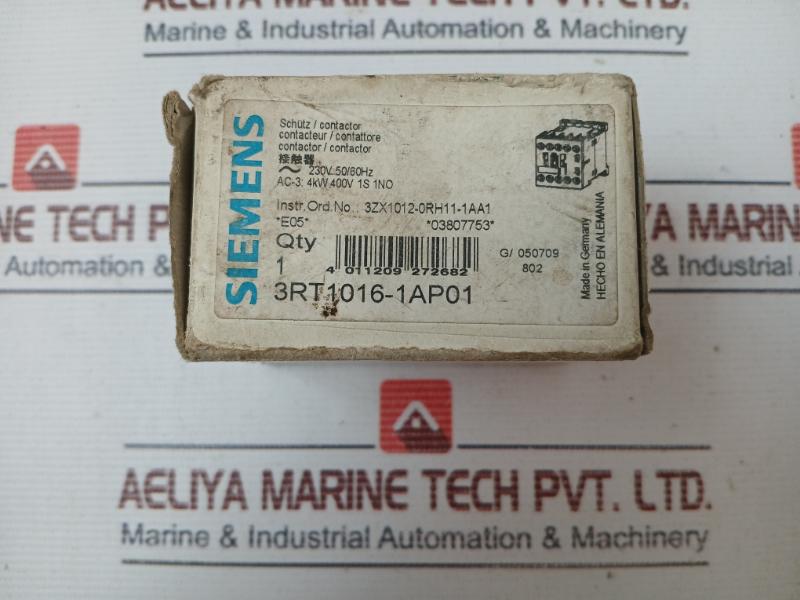 AELIYA MARINE TECH PVT. LTD.
Marine & Industrial Automation & Machinery
SIEMENS
Schütz / contactor
contacteur / contattore
contactor / contactor
接触器
~ 230V 50/60Hz
AC-3: 4kW 400V 1S 1NO
Instr. Ord. No.: 3ZX1012-0RH11-1AA1
*E05* *03807753*
Qty
1
4 011209 272682
3RT1016-1AP01
G/ 050709
802
Made in Germany
HECHO EN ALEMANIA
TECH PVT. LTD.
Automation & Machinery
AELIYA MARINE TECH PVT. LTD.
Marine & Industrial Automation & Machinery